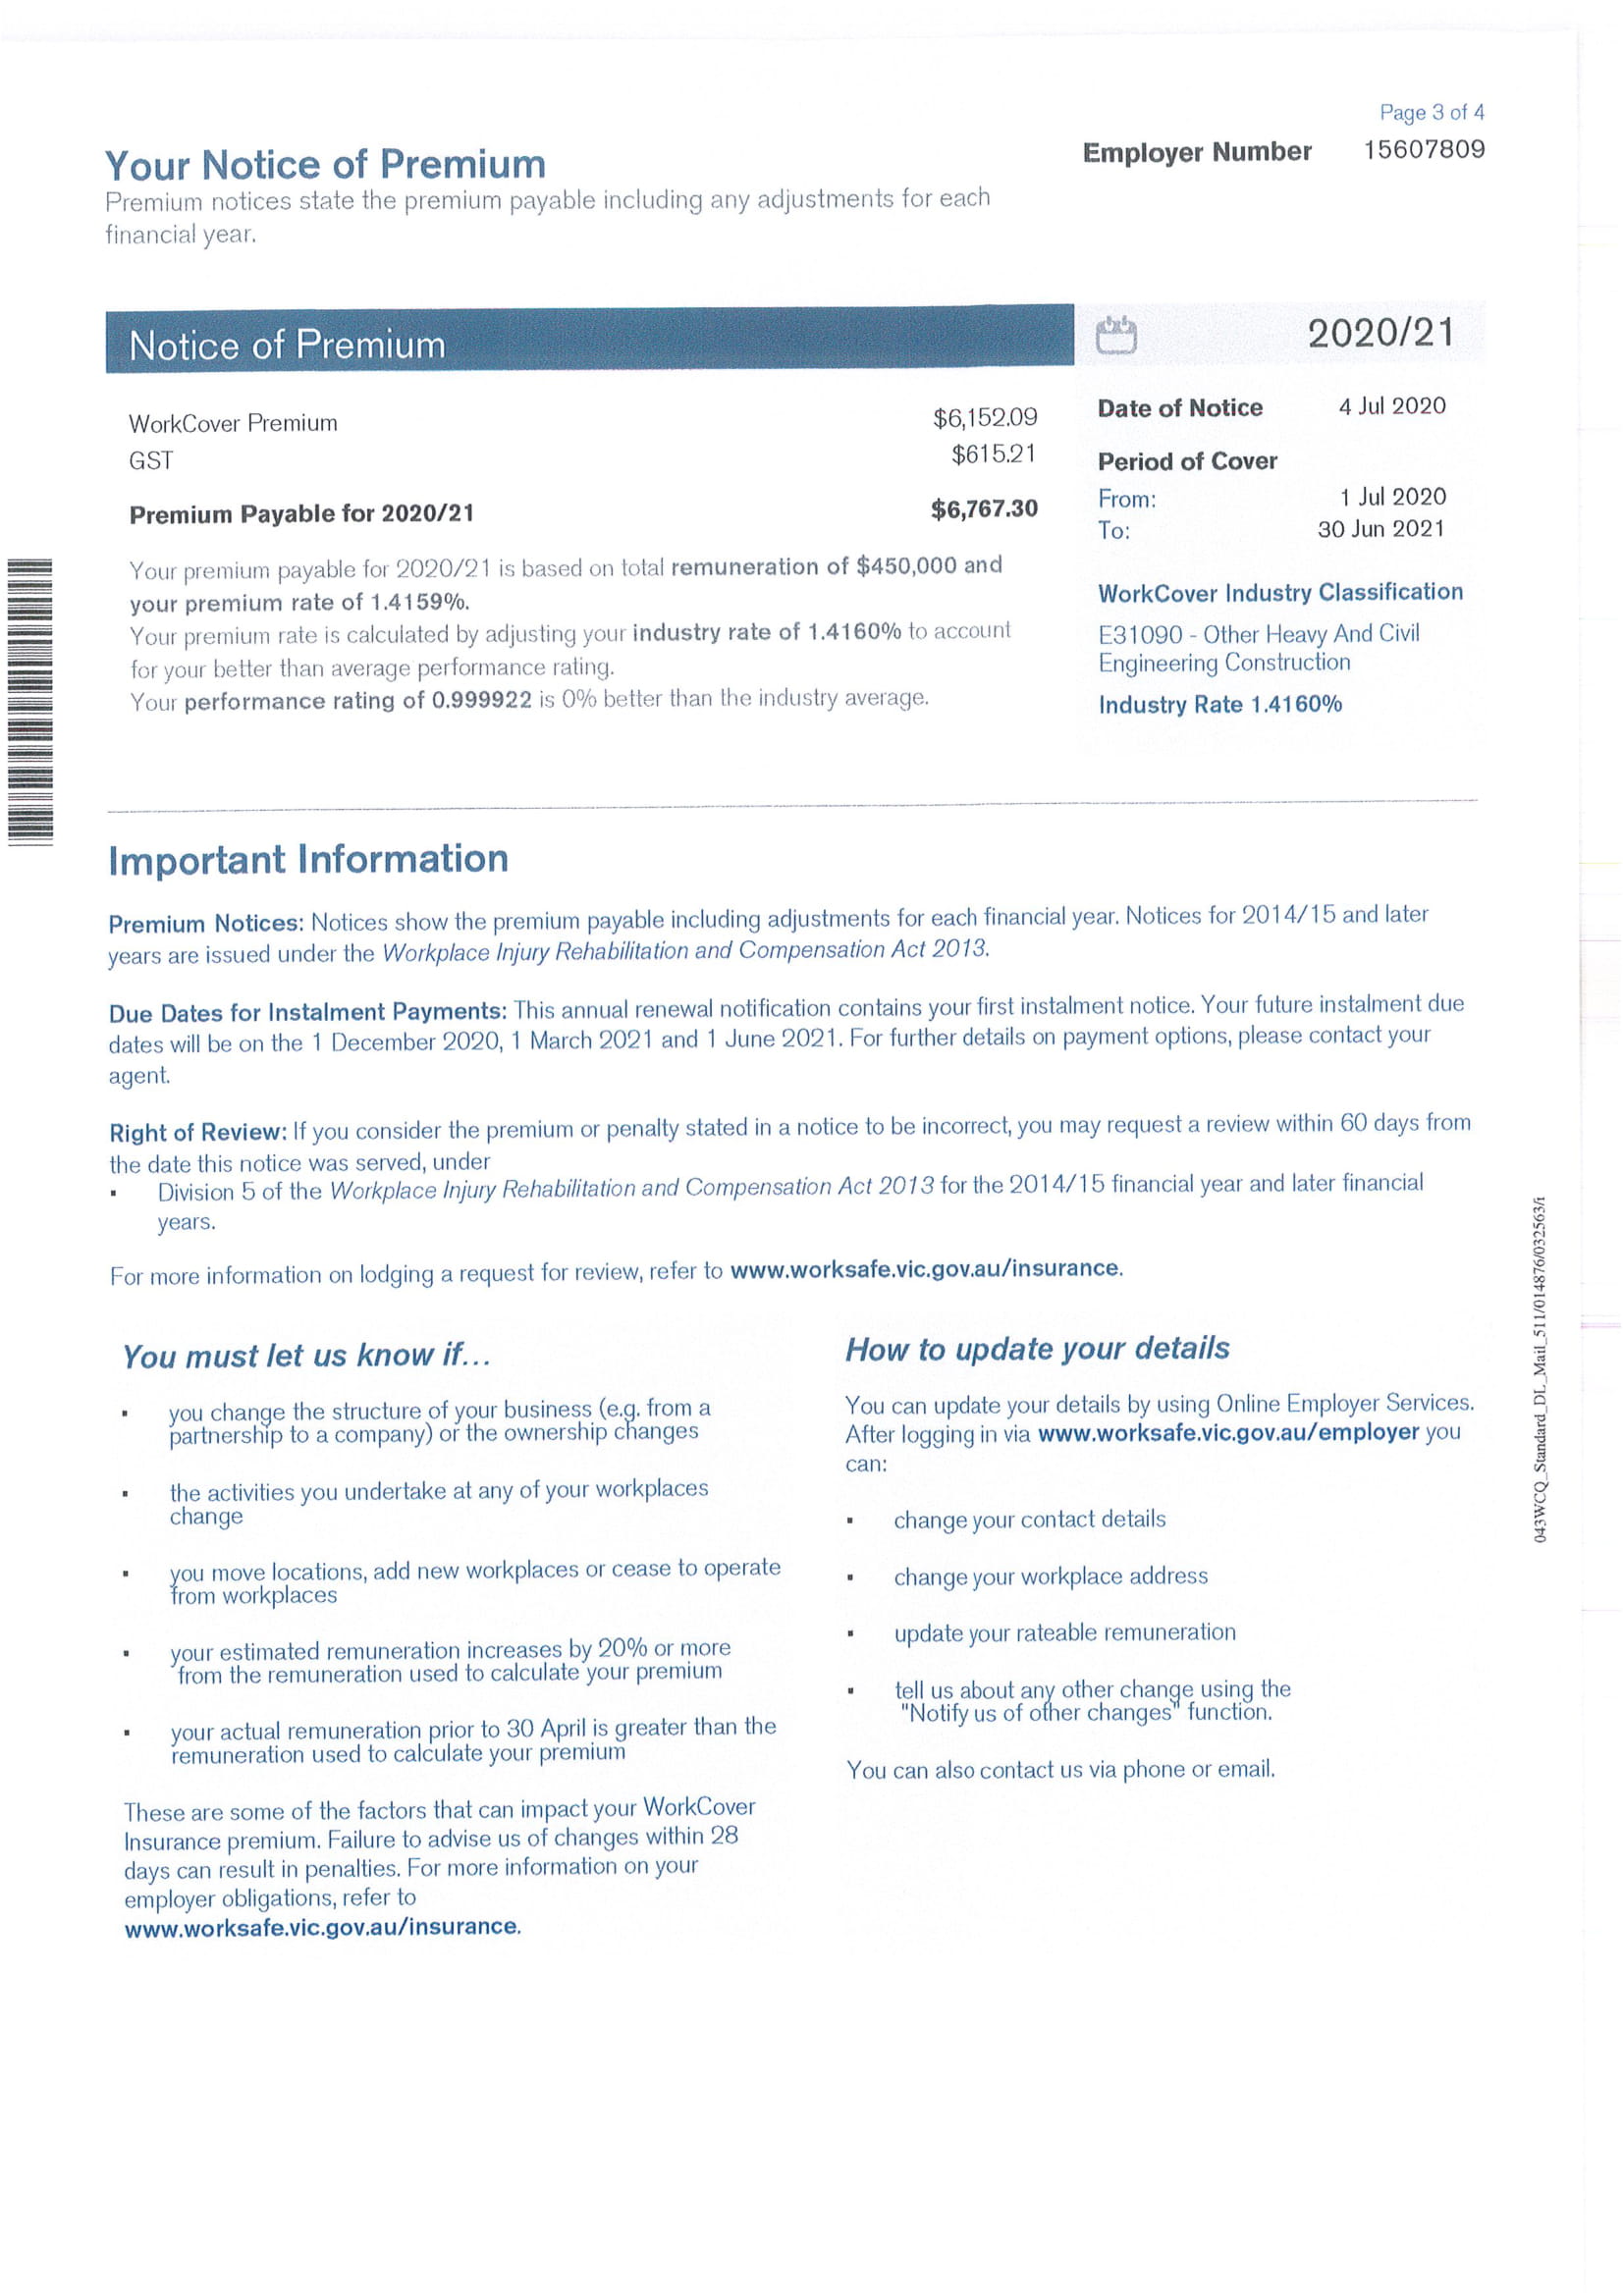 Page 3 of 4
Employer Number 15607809
Your Notice of Premium
Premium notices state the premium payable including any adjustments for each
financial year.
Notice of Premium
2020/21
WorkCover Premium $6,152.09
GST $615.21
Premium Payable for 2020/21 $6,767.30
Your premium payable for 2020/21 is based on total remuneration of $450,000 and
your premium rate of 1.4159%.
Your premium rate is calculated by adjusting your industry rate of 1.4160% to account
for your better than average performance rating.
Your performance rating of 0.999922 is 0% better than the industry average.
Date of Notice 4 Jul 2020
Period of Cover
From: 1 Jul 2020
To: 30 Jun 2021
WorkCover Industry Classification
E31090 - Other Heavy And Civil
Engineering Construction
Industry Rate 1.4160%
Important Information
Premium Notices: Notices show the premium payable including adjustments for each financial year. Notices for 2014/15 and later
years are issued under the Workplace Injury Rehabilitation and Compensation Act 2013.
Due Dates for Instalment Payments: This annual renewal notification contains your first instalment notice. Your future instalment due
dates will be on the 1 December 2020, 1 March 2021 and 1 June 2021. For further details on payment options, please contact your
agent.
Right of Review: If you consider the premium or penalty stated in a notice to be incorrect, you may request a review within 60 days from
the date this notice was served, under
▪ Division 5 of the Workplace Injury Rehabilitation and Compensation Act 2013 for the 2014/15 financial year and later financial
years.
For more information on lodging a request for review, refer to www.worksafe.vic.gov.au/insurance.
You must let us know if...
▪ you change the structure of your business (e.g. from a
partnership to a company) or the ownership changes
▪ the activities you undertake at any of your workplaces
change
▪ you move locations, add new workplaces or cease to operate
from workplaces
▪ your estimated remuneration increases by 20% or more
from the remuneration used to calculate your premium
▪ your actual remuneration prior to 30 April is greater than the
remuneration used to calculate your premium
These are some of the factors that can impact your WorkCover
Insurance premium. Failure to advise us of changes within 28
days can result in penalties. For more information on your
employer obligations, refer to
www.worksafe.vic.gov.au/insurance.
How to update your details
You can update your details by using Online Employer Services.
After logging in via www.worksafe.vic.gov.au/employer you
can:
▪ change your contact details
▪ change your workplace address
▪ update your rateable remuneration
▪ tell us about any other change using the
"Notify us of other changes" function.
You can also contact us via phone or email.
043WCQ_Standard_DL_Mail_511/014876/032563/i